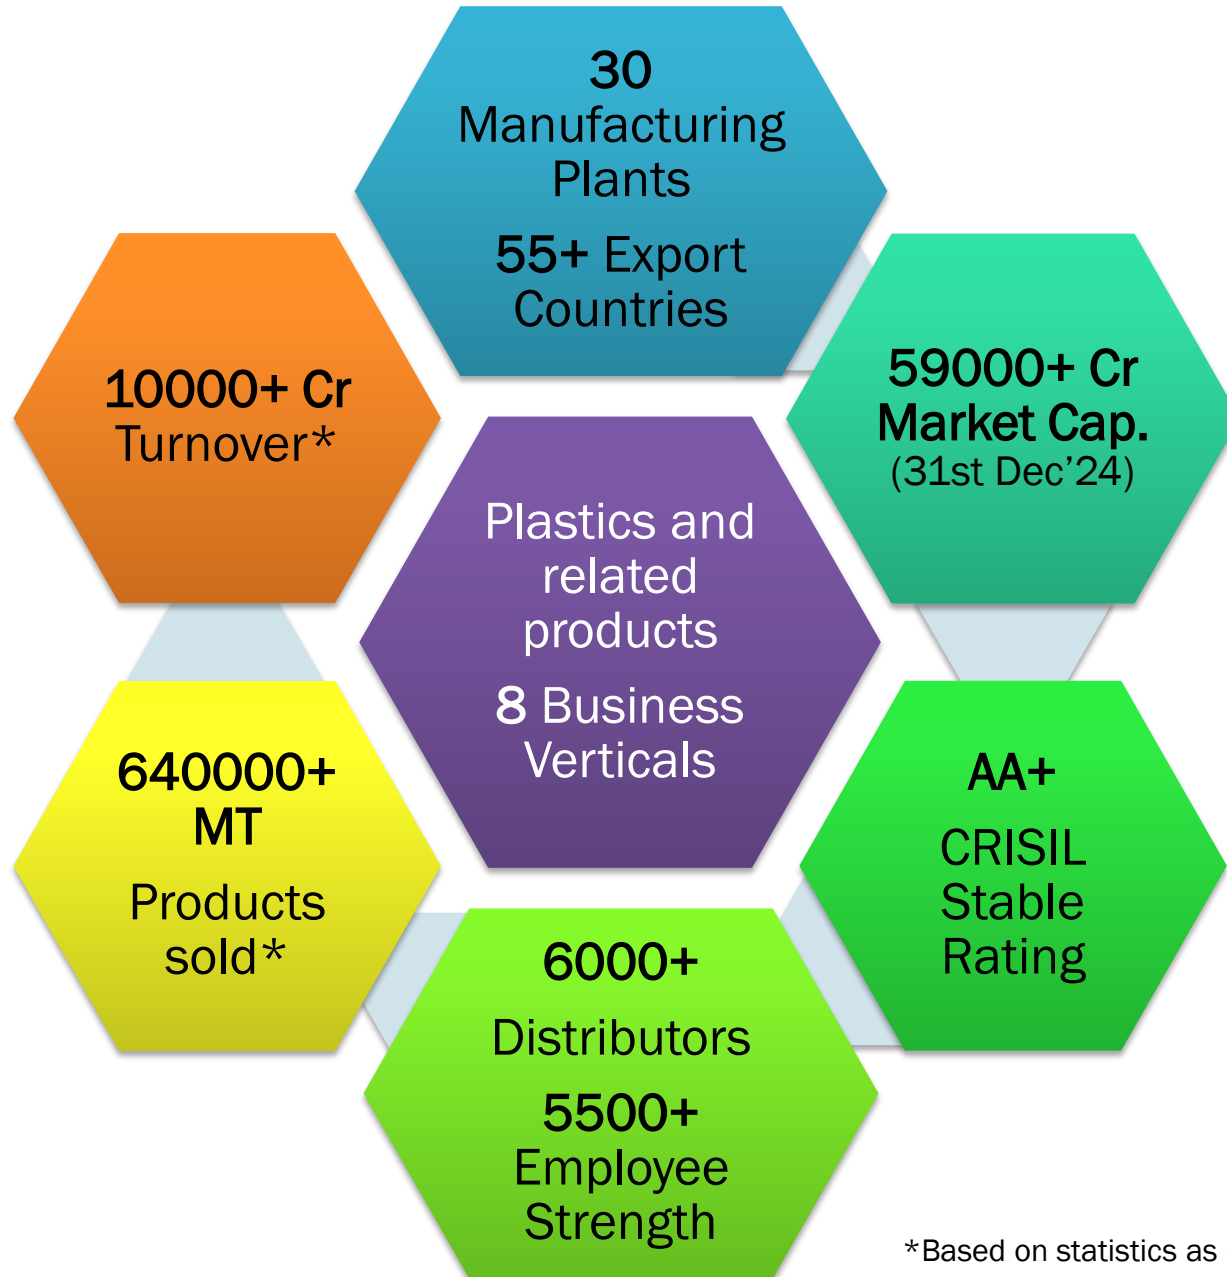 30
Manufacturing
Plants
55+ Export
Countries
59000+ Cr
Market Cap.
(31st Dec’24)
AA+
CRISIL
Stable
Rating
6000+
Distributors
5500+
Employee
Strength
640000+
MT
Products
sold*
10000+ Cr
Turnover*
Plastics and
related
products
8 Business
Verticals
*Based on statistics as